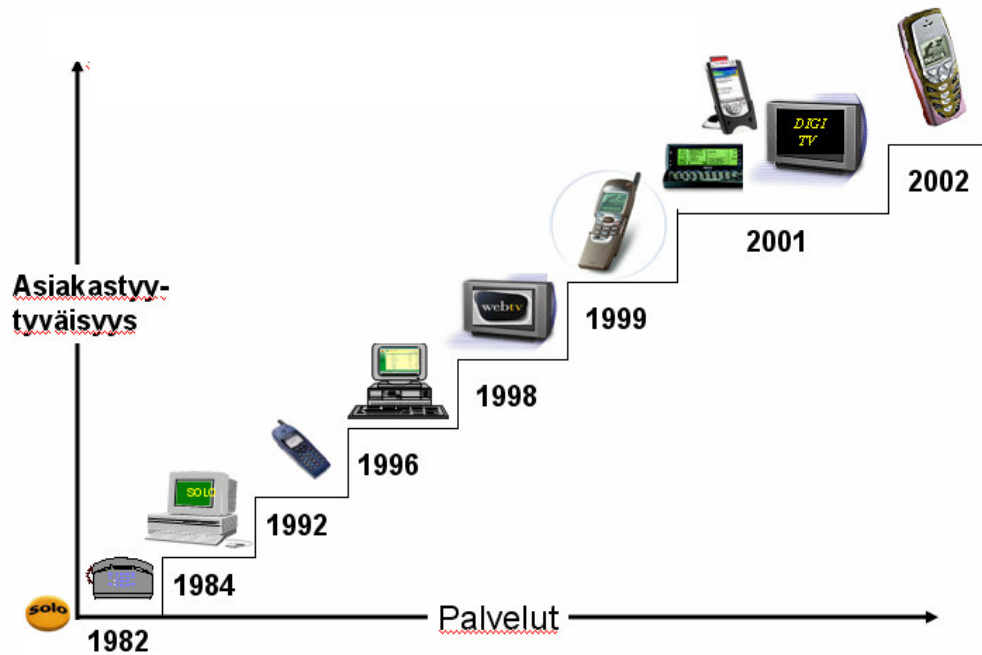 DIGI
TV
2002
2001
Asiakastyy-
tyväisyys
webtv
1999
1998
1996
SOLO
1992
1984
solo
Palvelut
1982